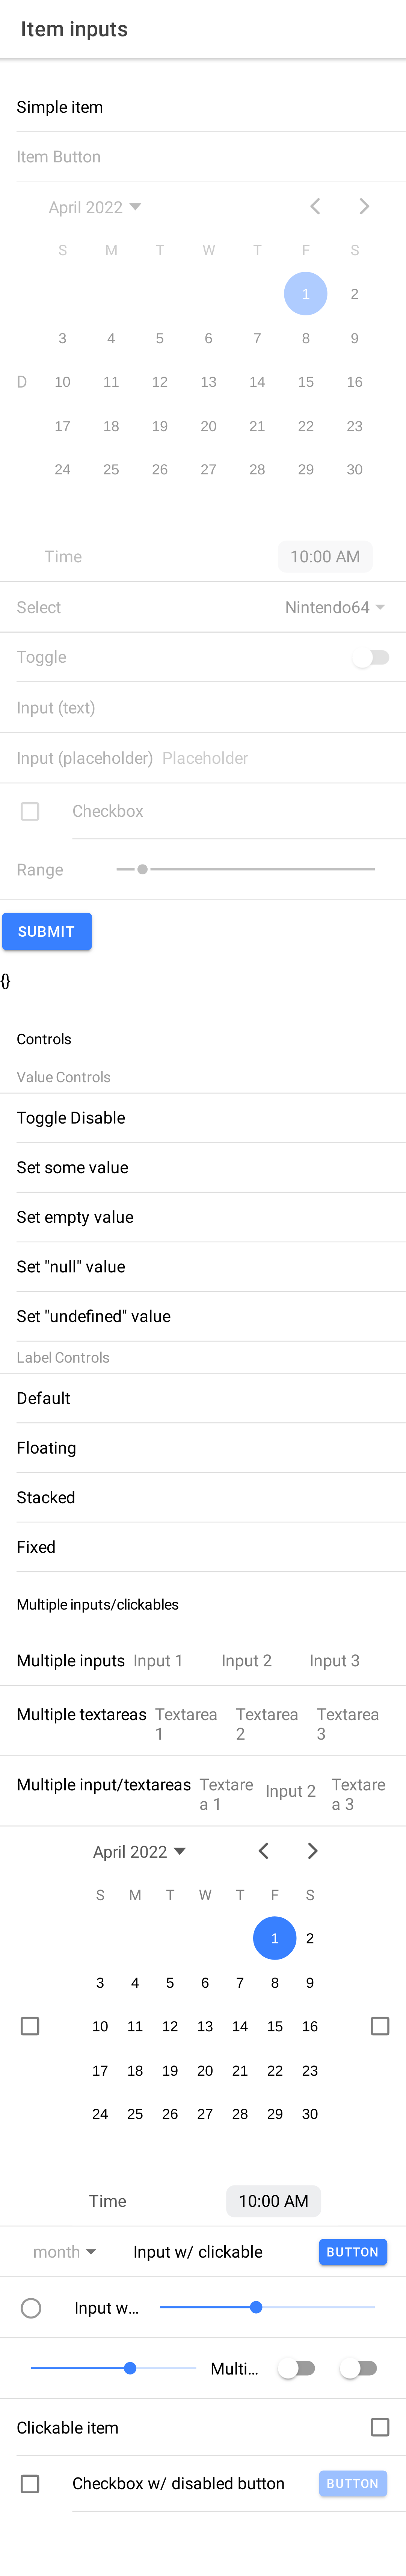 Item inputs
Simple item
Item Button
April 2022
S M T W T F S
1 2
3 4 5 6 7 8 9
D 10 11 12 13 14 15 16
17 18 19 20 21 22 23
24 25 26 27 28 29 30
Time 10:00 AM
Select Nintendo64
Toggle
Input (text)
Input (placeholder) Placeholder
Checkbox
Range
SUBMIT
{}
Controls
Value Controls
Toggle Disable
Set some value
Set empty value
Set "null" value
Set "undefined" value
Label Controls
Default
Floating
Stacked
Fixed
Multiple inputs/clickables
Multiple inputs Input 1 Input 2 Input 3
Multiple textareas Textarea Textarea Textarea
1 2 3
Multiple input/textareas Textare Input 2 Textare
a 1 a 3
April 2022
S M T W T F S
1 2
3 4 5 6 7 8 9
10 11 12 13 14 15 16
17 18 19 20 21 22 23
24 25 26 27 28 29 30
Time 10:00 AM
month Input w/ clickable BUTTON
Input w...
Multi...
Clickable item
Checkbox w/ disabled button BUTTON